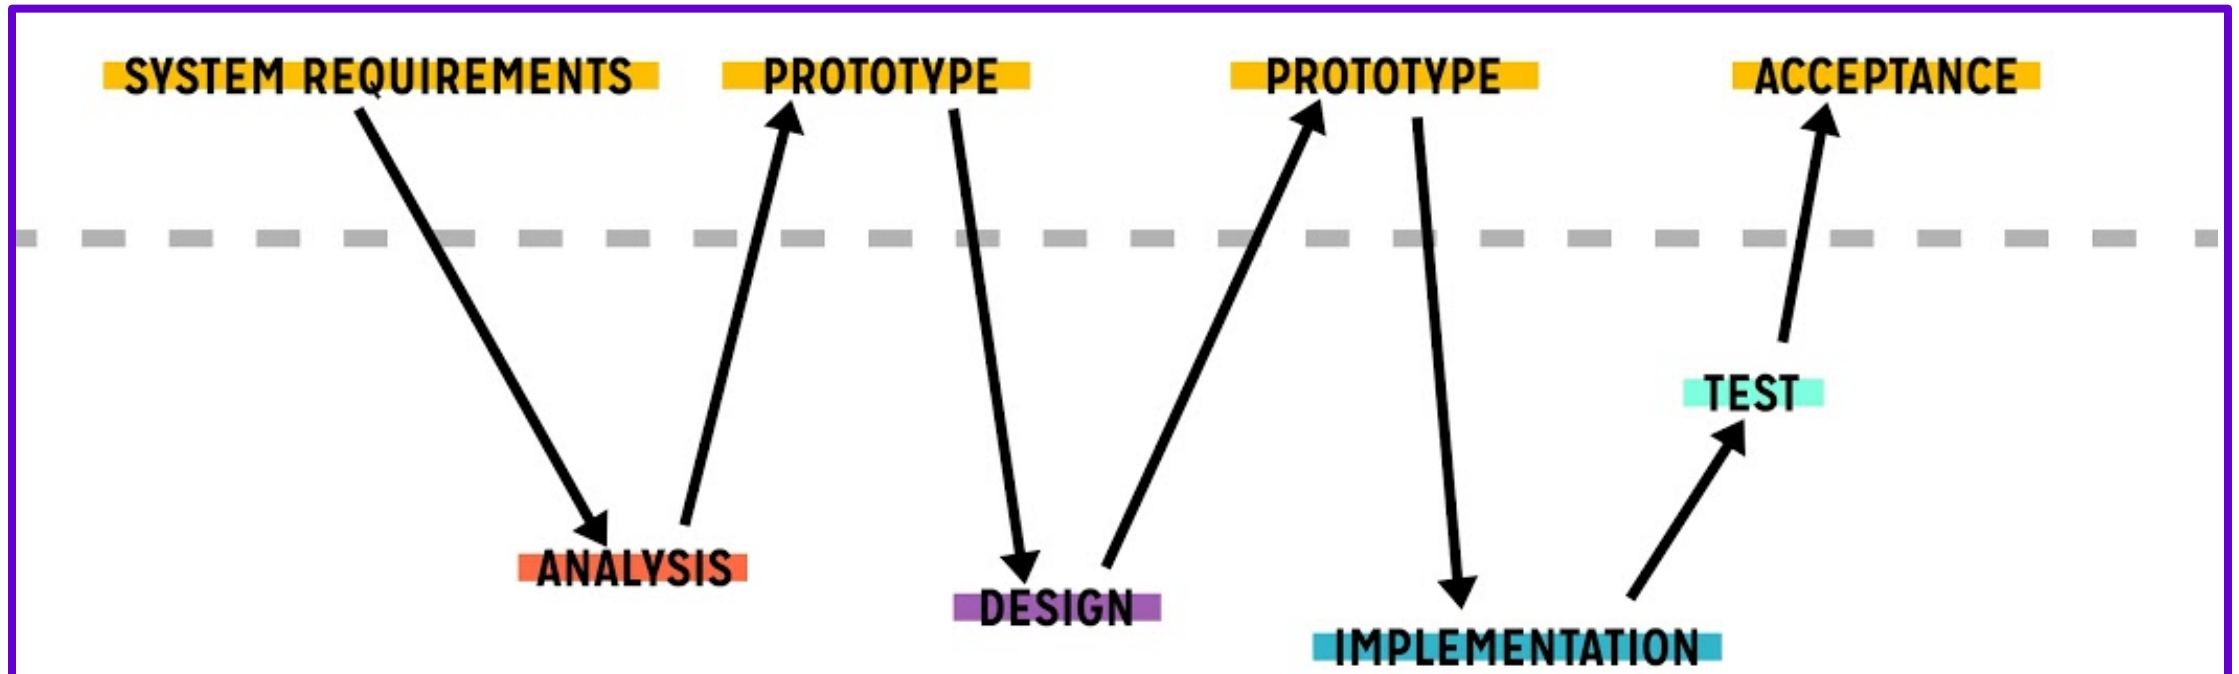 SYSTEM REQUIREMENTS
PROTOTYPE
PROTOTYPE
ACCEPTANCE
TEST
ANALYSIS
DESIGN
IMPLEMENTATION